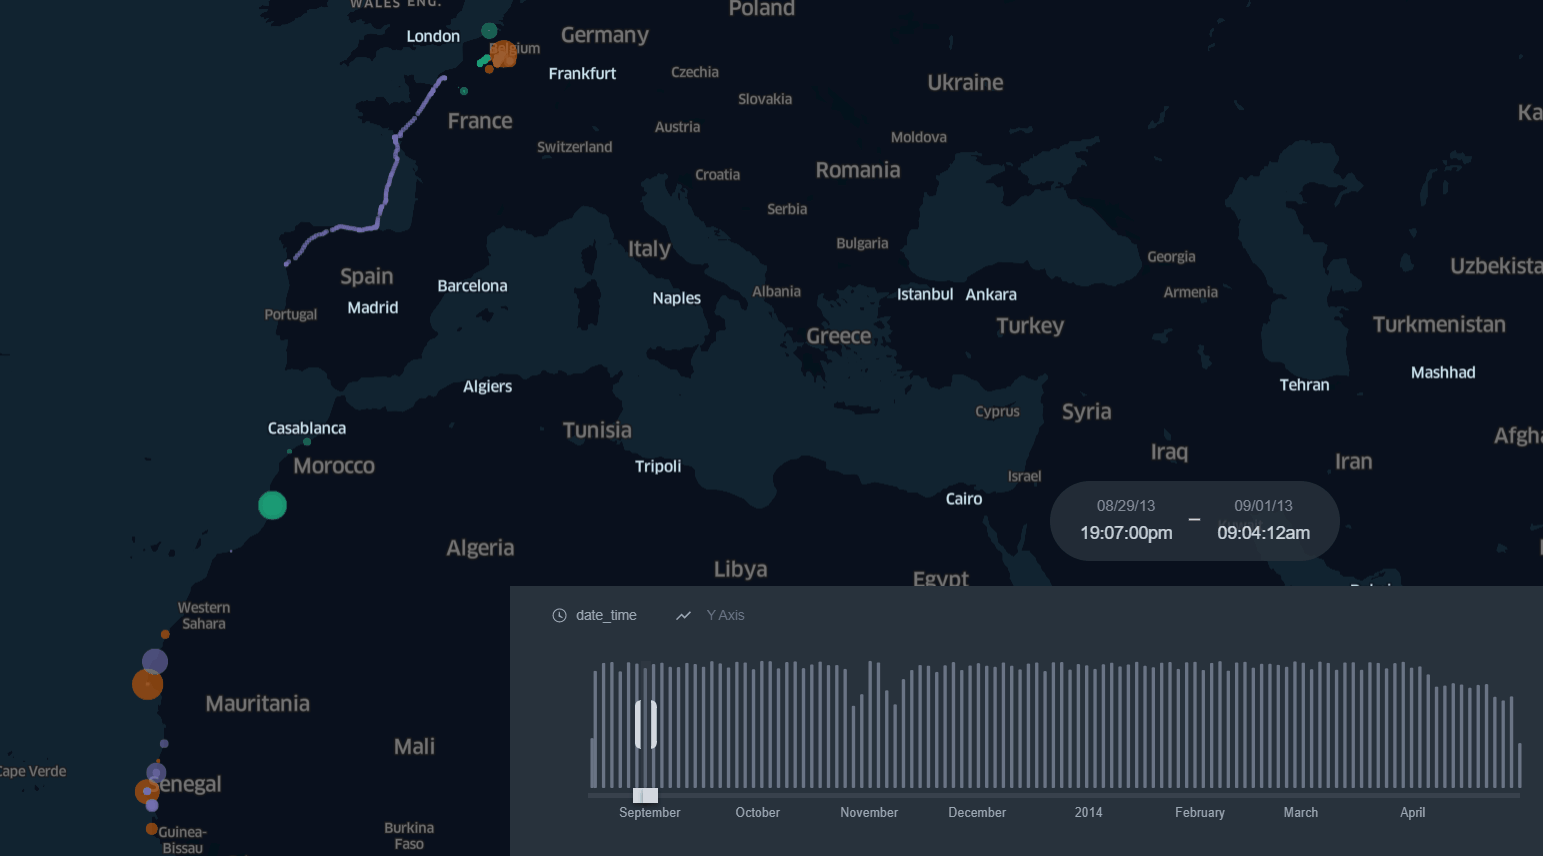 WALES ENG.
Poland
London
Germany
Belgium
Frankfurt
Czechia
Ukraine
Slovakia
Ka
France
Austria
Moldova
Switzerland
Romania
Croatia
Serbia
Italy
Bulgaria
Georgia
Uzbekista
Spain
Barcelona
Albania
Istanbul
Ankara
Armenia
Madrid
Naples
Portugal
Greece
Turkey
Turkmenistan
Mashhad
Algiers
Tehran
Cyprus
Syria
Casablanca
Tunisia
Afgha
Morocco
Tripoli
Iraq
Iran
Israel
Cairo
08/29/13
09/01/13
19:07:00pm – 09:04:12am
Algeria
Libya
Egypt
Western
Sahara
date_time
Y Axis
Mauritania
Mali
Cape Verde
Senegal
September
October
November
December
2014
February
March
April
Guinea-
Bissau
Burkina
Faso